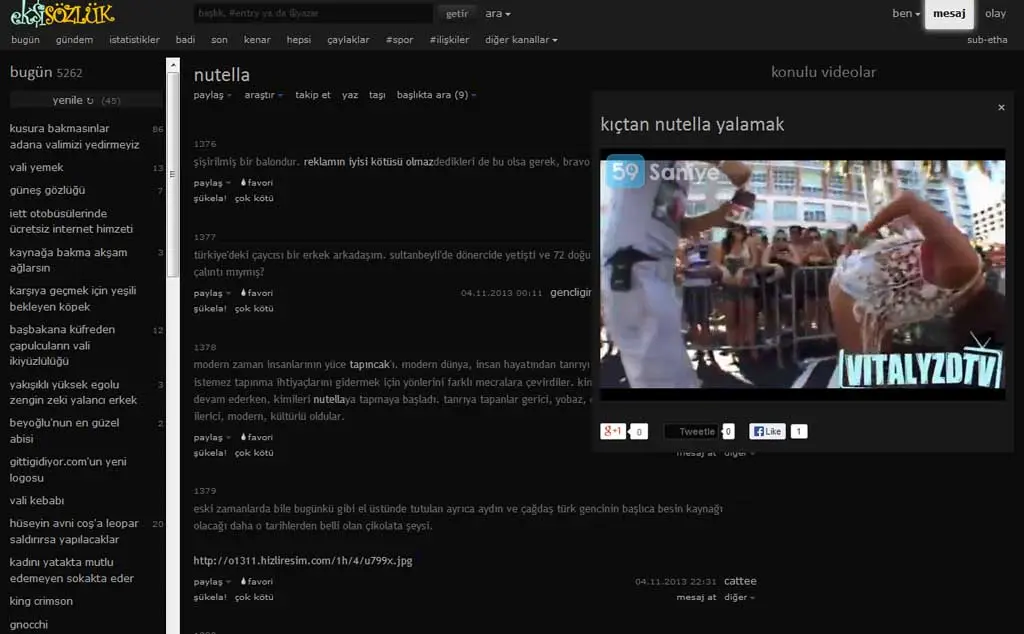 ekşi SÖZLÜK
başlık, #entry ya da @yazar
getir
ara
ben
mesaj
olay
bugün gündem istatistikler badi son kenar hepsi çaylaklar #spor #ilişkiler diğer kanallar
sub-etha
bugün 5262
yenile (45)
kusura bakmasınlar 86
adana valimizi yedirmeyiz
vali yemek 13
güneş gözlüğü 7
iett otobüsülerinde
ücretsiz internet himzeti
kaynağa bakma akşam 3
ağlarsın
karşıya geçmek için yeşili
bekleyen köpek
başbakana küfreden 12
çapulcuların vali
ikiyüzlülüğü
yakışıklı yüksek egolu 3
zengin zeki yalancı erkek
beyoğlu'nun en güzel 2
abisi
gittigidiyor.com'un yeni
logosu
vali kebabı
hüseyin avni coş'a leopar 20
saldırırsa yapılacaklar
kadını yatakta mutlu
edemeyen sokakta eder
king crimson
gnocchi
nutella
paylaş araştır takip et yaz taşı başlıkta ara (9)
1376
şişirilmiş bir balondur. reklamın iyisi kötüsü olmazdedikleri de bu olsa gerek, bravo
paylaş favori
şükela! çok kötü
1377
türkiye'deki çaycısı bir erkek arkadaşım. sultanbeyli'de dönercide yetişti ve 72 doğu
çalıntı mıymış?
paylaş favori
04.11.2013 00:11 gencligin
şükela! çok kötü
1378
modern zaman insanlarının yüce tapıncak'ı. modern dünya, insan hayatından tanrıyı
istemez tapınma ihtiyaçlarını gidermek için yönlerini farklı mecralara çevirdiler.
devam ederken, kimileri nutellaya tapmaya başladı. tanrıya tapanlar gerici, yobaz,
ilerici, modern, kültürlü oldular.
paylaş favori
şükela! çok kötü
mesaj at diğer
1379
eski zamanlarda bile bugünkü gibi el üstünde tutulan ayrıca aydın ve çağdaş türk gencinin başlıca besin kaynağı
olacağı daha o tarihlerden belli olan çikolata şeysi.
http://o1311.hizliresim.com/1h/4/u799x.jpg
paylaş favori
04.11.2013 22:31 cattee
şükela! çok kötü
mesaj at diğer
konulu videolar
×
kıçtan nutella yalamak
59 Saniye
VITALYZDTV
g+1 0
Tweetle 0
Like 1